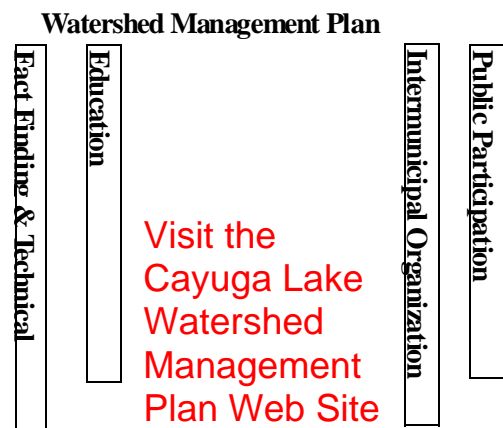 Watershed Management Plan
Fact Finding & Technical
Education
Visit the
Cayuga Lake
Watershed
Management
Plan Web Site
Intermunicipal Organization
Public Participation